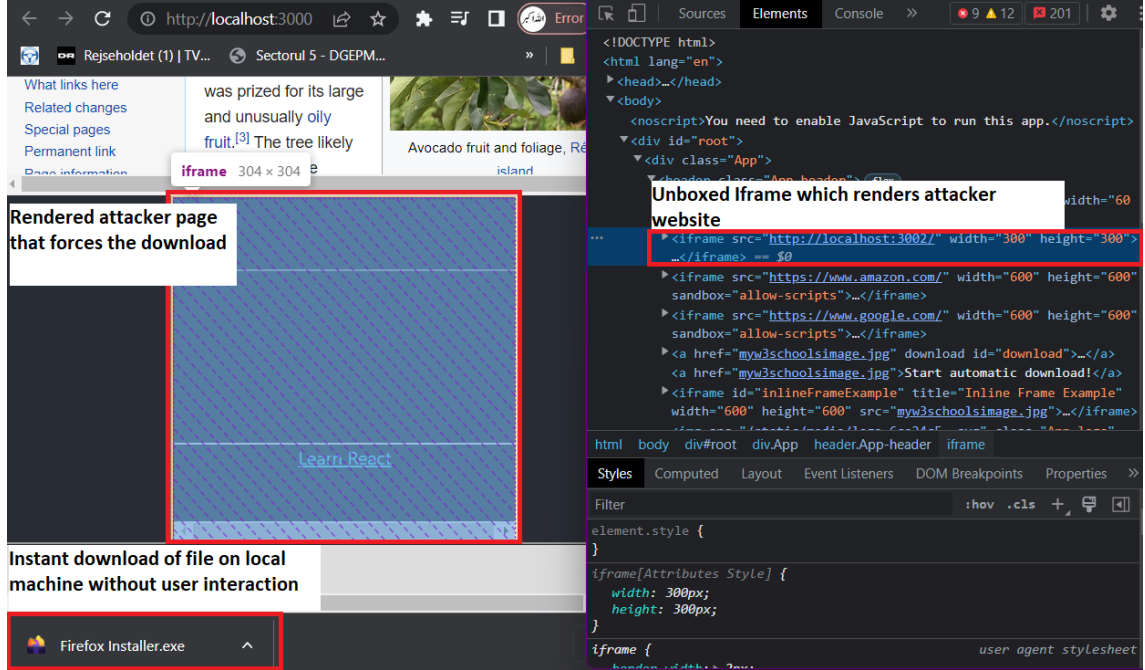 http://localhost:3000
Error
Rejseholdet (1) | TV...
Sectorul 5 - DGEPM...
»
What links here
Related changes
Special pages
Permanent link
Page information
was prized for its large
and unusually oily
fruit.[3] The tree likely
Avocado fruit and foliage, Ré
island
iframe 304 × 304
Rendered attacker page
that forces the download
Learn React
Instant download of file on local
machine without user interaction
Firefox Installer.exe
Sources Elements Console » 9 12 201
<!DOCTYPE html>
<html lang="en">
<head>…</head>
<body>
<noscript>You need to enable JavaScript to run this app.</noscript>
<div id="root">
<div class="App">
<header class="App-header"> flex
Unboxed Iframe which renders attacker
website
width="60
<iframe src="http://localhost:3002/" width="300" height="300">
…</iframe> == $0
<iframe src="https://www.amazon.com/" width="600" height="600"
sandbox="allow-scripts">…</iframe>
<iframe src="https://www.google.com/" width="600" height="600"
sandbox="allow-scripts">…</iframe>
<a href="myw3schoolsimage.jpg" download id="download">…</a>
<a href="myw3schoolsimage.jpg">Start automatic download!</a>
<iframe id="inlineFrameExample" title="Inline Frame Example"
width="600" height="600" src="myw3schoolsimage.jpg">…</iframe>
html body div#root div.App header.App-header iframe
Styles Computed Layout Event Listeners DOM Breakpoints Properties »
Filter :hov .cls +
element.style {
}
iframe[Attributes Style] {
width: 300px;
height: 300px;
}
iframe { user agent stylesheet
border-width: 2px;